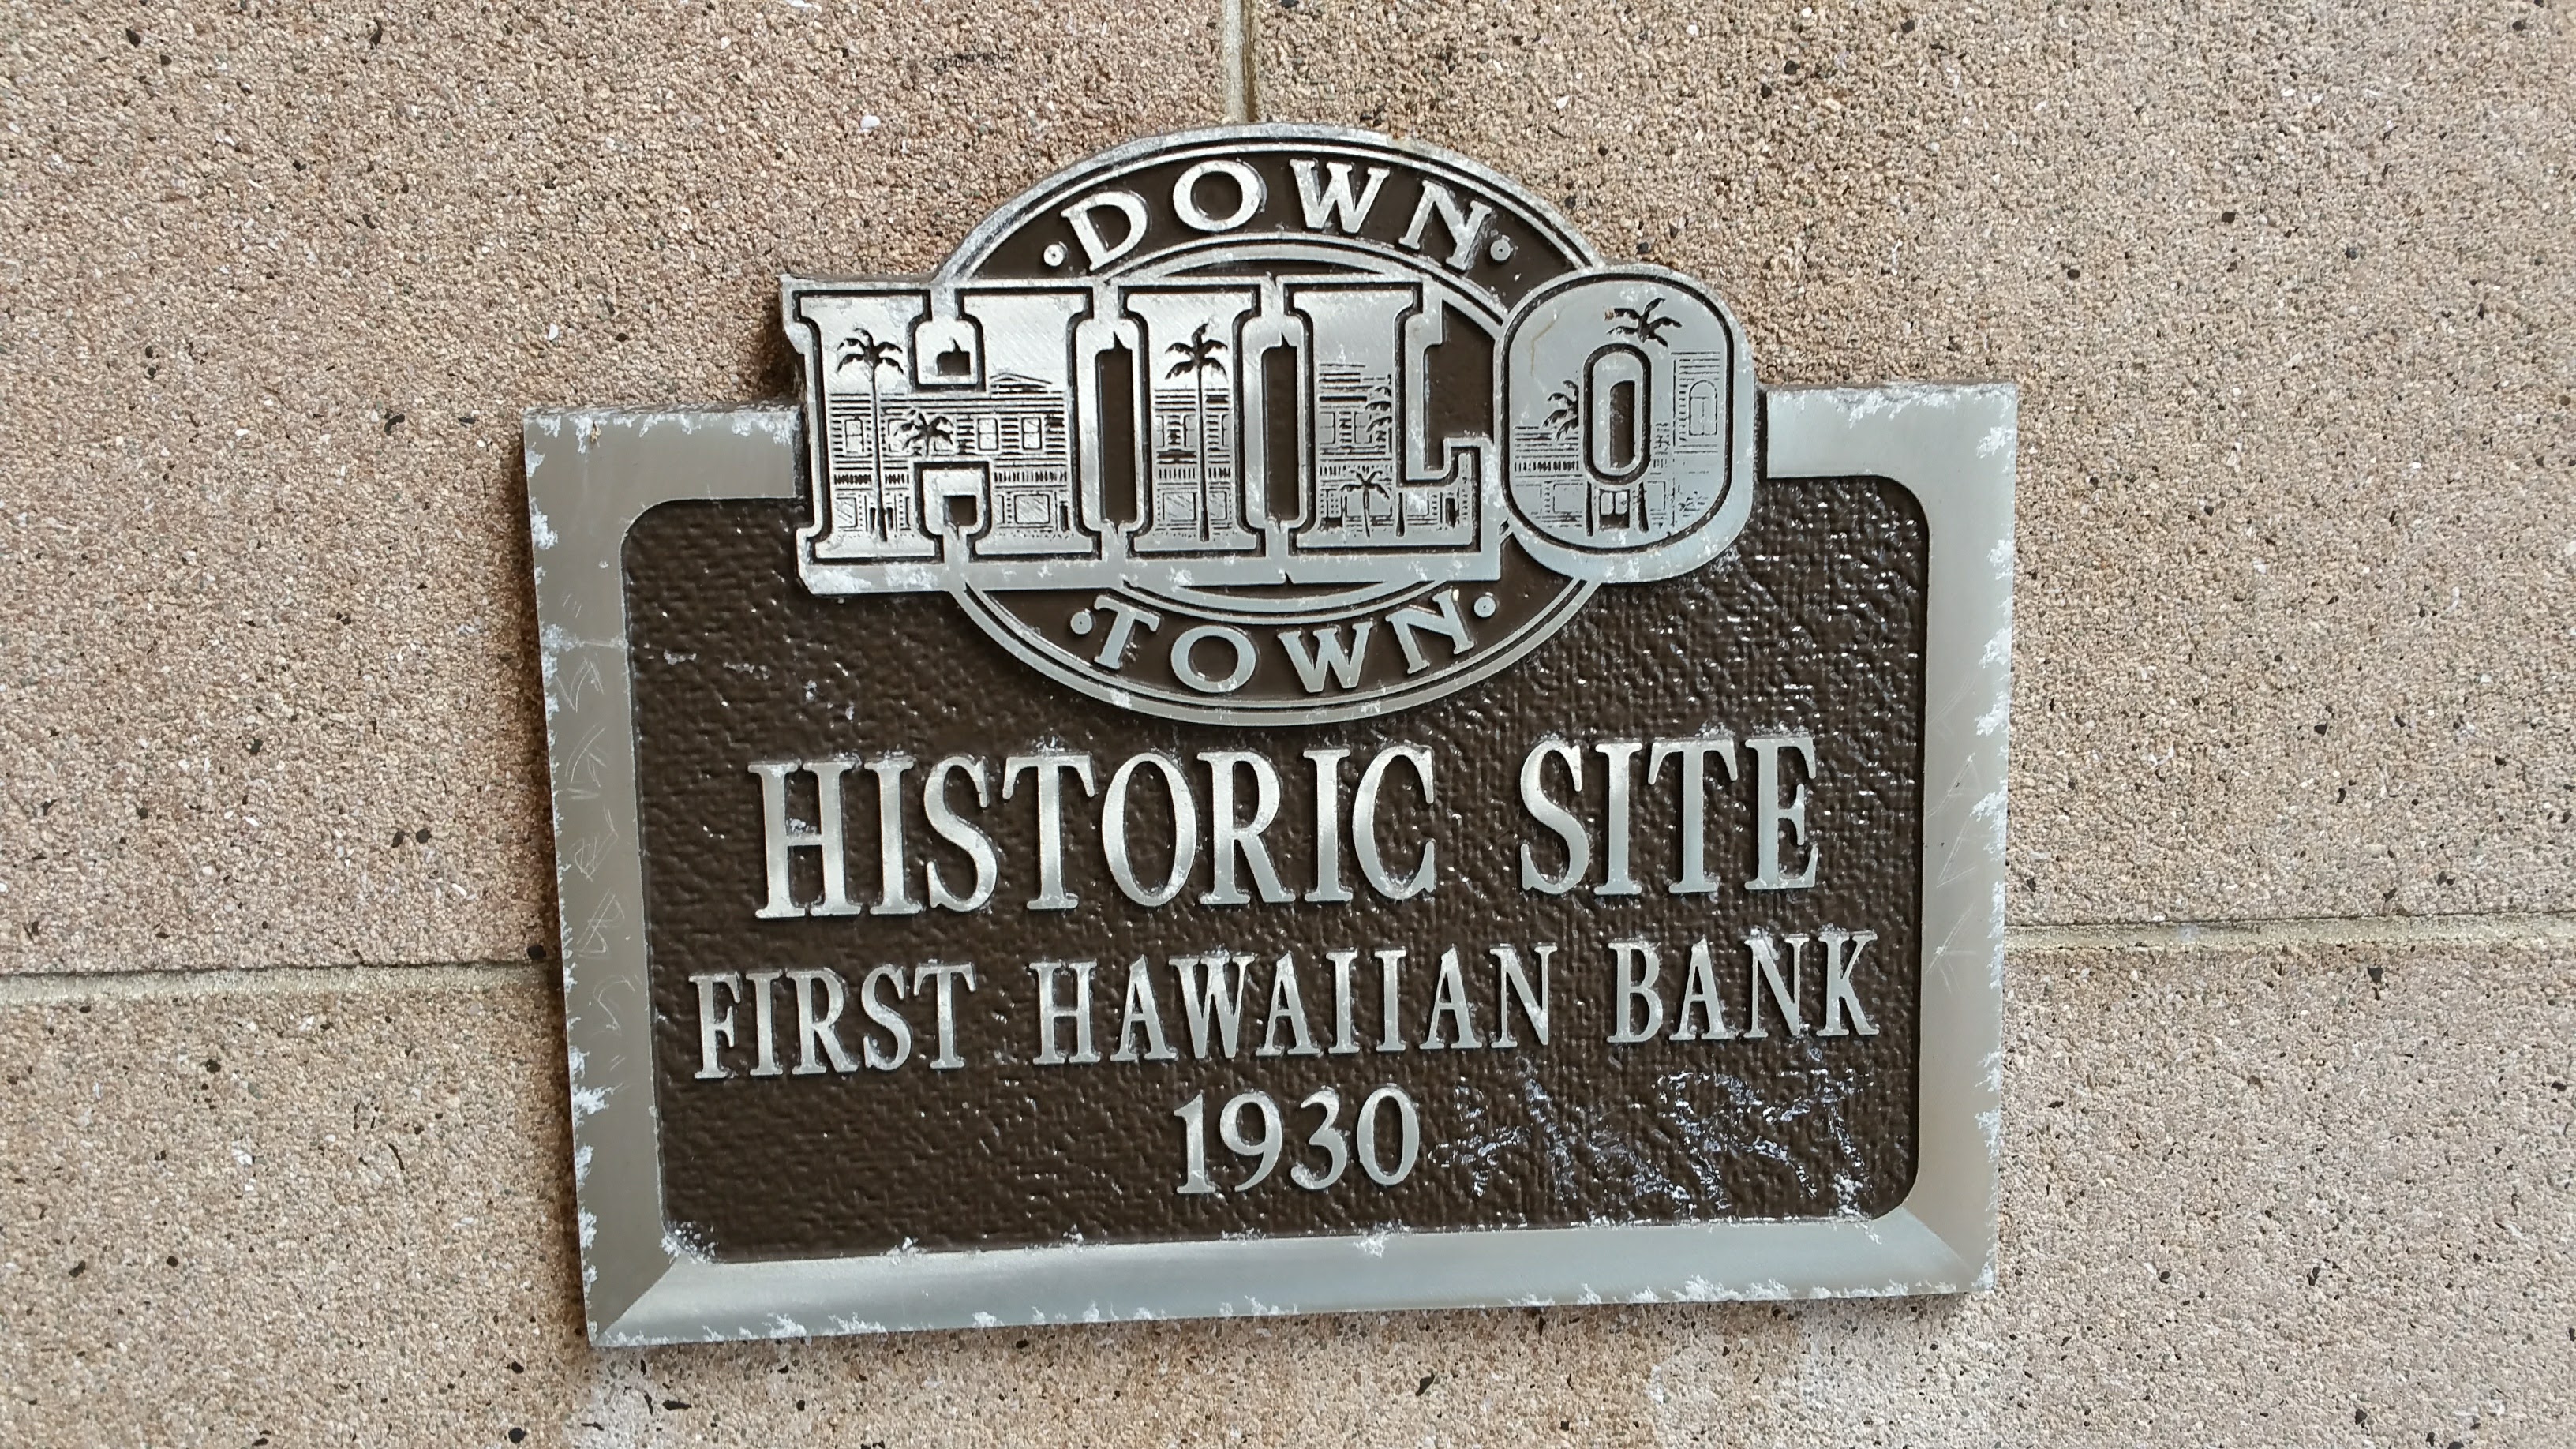 DOWN
HILO
TOWN
HISTORIC SITE
FIRST HAWAIIAN BANK
1930